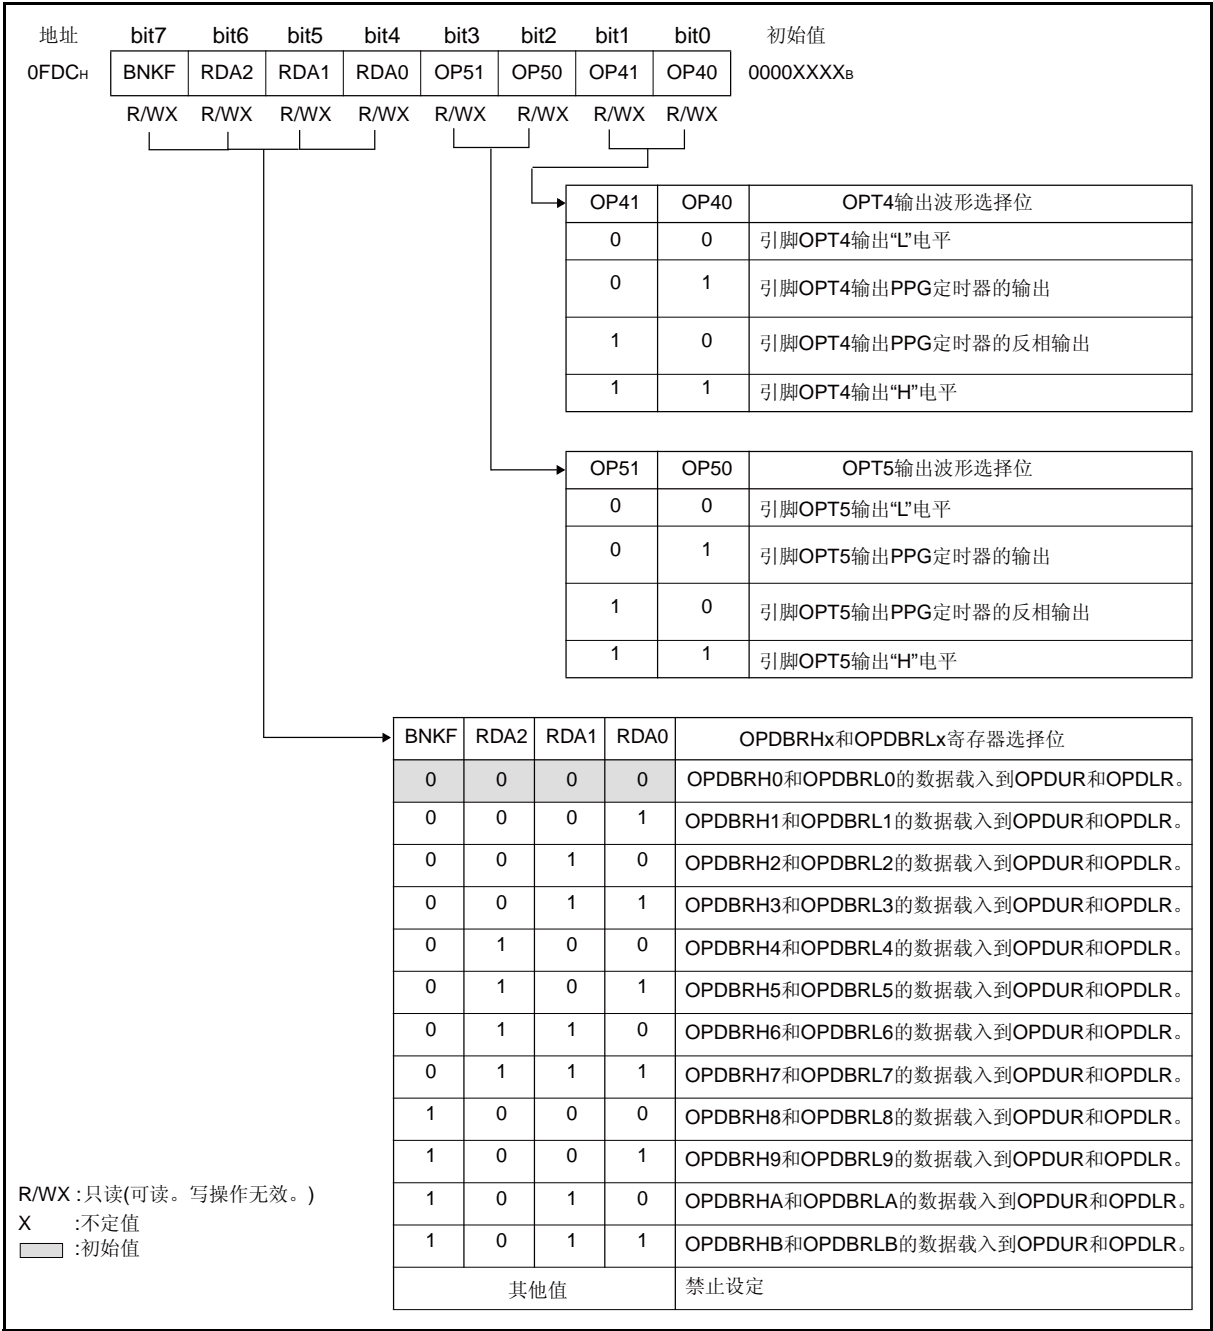 地址 bit7 bit6 bit5 bit4 bit3 bit2 bit1 bit0 初始值
0FDCH BNKF RDA2 RDA1 RDA0 OP51 OP50 OP41 OP40 0000XXXXB
R/WX R/WX R/WX R/WX R/WX R/WX R/WX R/WX
OP41 OP40 OPT4输出波形选择位
0 0 引脚OPT4输出“L”电平
0 1 引脚OPT4输出PPG定时器的输出
1 0 引脚OPT4输出PPG定时器的反相输出
1 1 引脚OPT4输出“H”电平
OP51 OP50 OPT5输出波形选择位
0 0 引脚OPT5输出“L”电平
0 1 引脚OPT5输出PPG定时器的输出
1 0 引脚OPT5输出PPG定时器的反相输出
1 1 引脚OPT5输出“H”电平
BNKF RDA2 RDA1 RDA0 OPDBRHx和OPDBRLx寄存器选择位
0 0 0 0 OPDBRH0和OPDBRL0的数据载入到OPDUR和OPDLR。
0 0 0 1 OPDBRH1和OPDBRL1的数据载入到OPDUR和OPDLR。
0 0 1 0 OPDBRH2和OPDBRL2的数据载入到OPDUR和OPDLR。
0 0 1 1 OPDBRH3和OPDBRL3的数据载入到OPDUR和OPDLR。
0 1 0 0 OPDBRH4和OPDBRL4的数据载入到OPDUR和OPDLR。
0 1 0 1 OPDBRH5和OPDBRL5的数据载入到OPDUR和OPDLR。
0 1 1 0 OPDBRH6和OPDBRL6的数据载入到OPDUR和OPDLR。
0 1 1 1 OPDBRH7和OPDBRL7的数据载入到OPDUR和OPDLR。
1 0 0 0 OPDBRH8和OPDBRL8的数据载入到OPDUR和OPDLR。
1 0 0 1 OPDBRH9和OPDBRL9的数据载入到OPDUR和OPDLR。
1 0 1 0 OPDBRHA和OPDBRLA的数据载入到OPDUR和OPDLR。
1 0 1 1 OPDBRHB和OPDBRLB的数据载入到OPDUR和OPDLR。
其他值 禁止设定
R/WX :只读(可读。写操作无效。)
X :不定值
:初始值